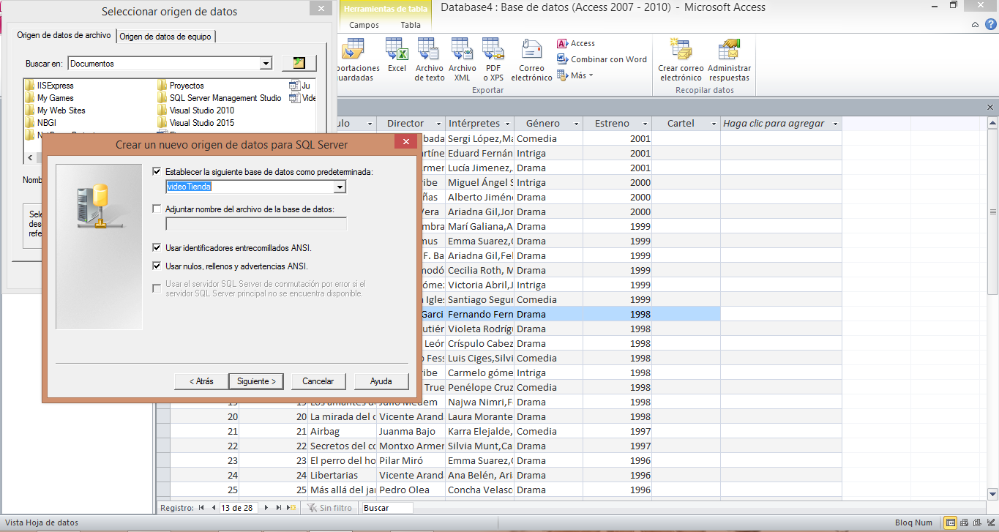 Seleccionar origen de datos
Origen de datos de archivo
Origen de datos de equipo
Buscar en:
Documentos
IISExpress
My Games
My Web Sites
NBGI
Proyectos
SQL Server Management Studio
Visual Studio 2010
Visual Studio 2015
Ju
Vide
Nomb
Sele
des
refe
Crear un nuevo origen de datos para SQL Server
Establecer la siguiente base de datos como predeterminada:
videoTienda
Adjuntar nombre del archivo de la base de datos:
Usar identificadores entrecomillados ANSI.
Usar nulos, rellenos y advertencias ANSI.
Usar el servidor SQL Server de conmutación por error si el
servidor SQL Server principal no se encuentra disponible.
< Atrás
Siguiente >
Cancelar
Ayuda
Herramientas de tabla
Database4 : Base de datos (Access 2007 - 2010) - Microsoft Access
Campos Tabla
portaciones
uardadas
Excel
Archivo
de texto
Archivo
XML
PDF
o XPS
Correo
electrónico
Access
Combinar con Word
Más
Exportar
Crear correo
electrónico
Administrar
respuestas
Recopilar datos
ulo Director Intérpretes Género Estreno Cartel Haga clic para agregar
bada Sergi López,Ma Comedia 2001
rtíne Eduard Fernán Intriga 2001
rmer Lucía Jimenez, Drama 2001
ribe Miguel Ángel S Intriga 2000
ñas Alberto Jiméne Drama 2000
Vera Ariadna Gil,Jor Drama 2000
mbra Marí Galiana,A Drama 1999
mus Emma Suarez,C Drama 1999
F. Ba Ariadna Gil,Fel Drama 1999
modó Cecilia Roth, M Drama 1999
ómez Victoria Abril,J Intriga 1999
Igles Santiago Segur Comedia 1999
Garci Fernando Fern Drama 1998
utiér Violeta Rodrígu Drama 1998
León Críspulo Cabez Drama 1998
Fess Luis Ciges,Silvi Comedia 1998
ribe Carmelo góme Intriga 1998
True Penélope Cruz Comedia 1998
19 19 Los amantes d Julio Medem Najwa Nimri,F Drama 1998
20 20 La mirada del o Vicente Aranda Laura Morante Drama 1998
21 21 Airbag Juanma Bajo Karra Elejalde, Comedia 1997
22 22 Secretos del co Montxo Armer Silvia Munt,Ca Drama 1997
23 23 El perro del ho Pilar Miró Emma Suarez,C Drama 1996
24 24 Libertarias Vicente Aranda Ana Belén, Aria Drama 1996
25 25 Más allá del jar Pedro Olea Concha Velasc Drama 1996
Registro: 13 de 28 Sin filtro Buscar
Vista Hoja de datos
Bloq Num